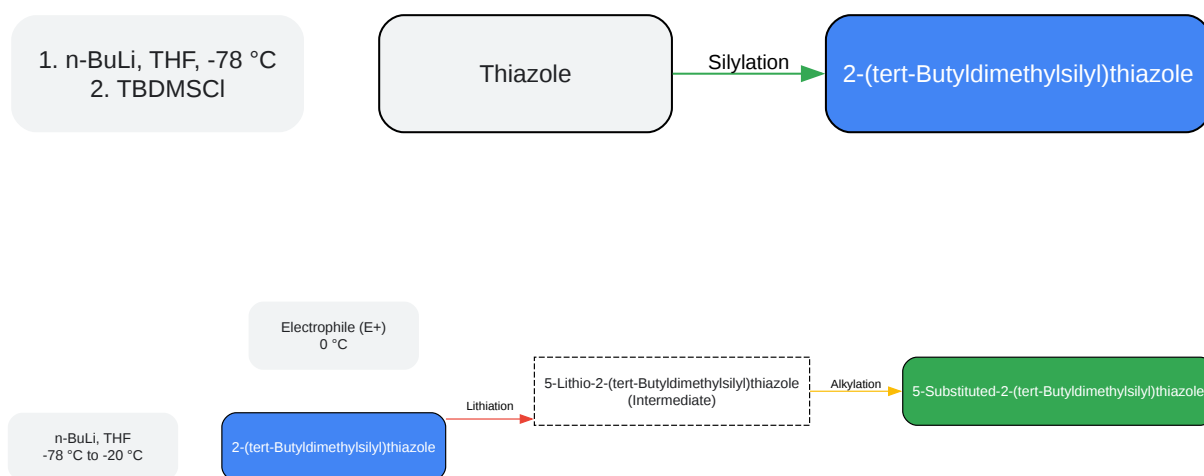 1. n-BuLi, THF, -78 °C
2. TBDMSCl
Thiazole
Silylation
2-(tert-Butyldimethylsilyl)thiazole
Electrophile (E+)
0 °C
n-BuLi, THF
-78 °C to -20 °C
2-(tert-Butyldimethylsilyl)thiazole
Lithiation
5-Lithio-2-(tert-Butyldimethylsilyl)thiazole
(Intermediate)
Alkylation
5-Substituted-2-(tert-Butyldimethylsilyl)thiazole